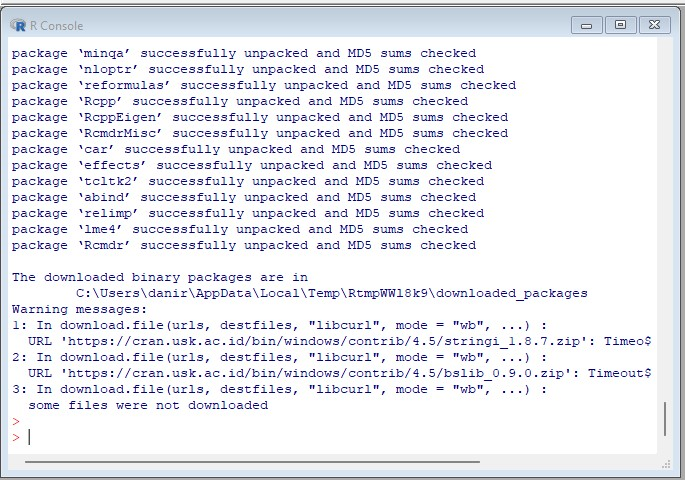 R Console
package ‘minqa’ successfully unpacked and MD5 sums checked
package ‘nloptr’ successfully unpacked and MD5 sums checked
package ‘reformulas’ successfully unpacked and MD5 sums checked
package ‘Rcpp’ successfully unpacked and MD5 sums checked
package ‘RcppEigen’ successfully unpacked and MD5 sums checked
package ‘RcmdrMisc’ successfully unpacked and MD5 sums checked
package ‘car’ successfully unpacked and MD5 sums checked
package ‘effects’ successfully unpacked and MD5 sums checked
package ‘tcltk2’ successfully unpacked and MD5 sums checked
package ‘abind’ successfully unpacked and MD5 sums checked
package ‘relimp’ successfully unpacked and MD5 sums checked
package ‘lme4’ successfully unpacked and MD5 sums checked
package ‘Rcmdr’ successfully unpacked and MD5 sums checked
The downloaded binary packages are in
C:\Users\danir\AppData\Local\Temp\RtmpWWl8k9\downloaded_packages
Warning messages:
1: In download.file(urls, destfiles, "libcurl", mode = "wb", ...) :
URL 'https://cran.usk.ac.id/bin/windows/contrib/4.5/stringi_1.8.7.zip': Timeo$
2: In download.file(urls, destfiles, "libcurl", mode = "wb", ...) :
URL 'https://cran.usk.ac.id/bin/windows/contrib/4.5/bslib_0.9.0.zip': Timeout$
3: In download.file(urls, destfiles, "libcurl", mode = "wb", ...) :
some files were not downloaded
>
>